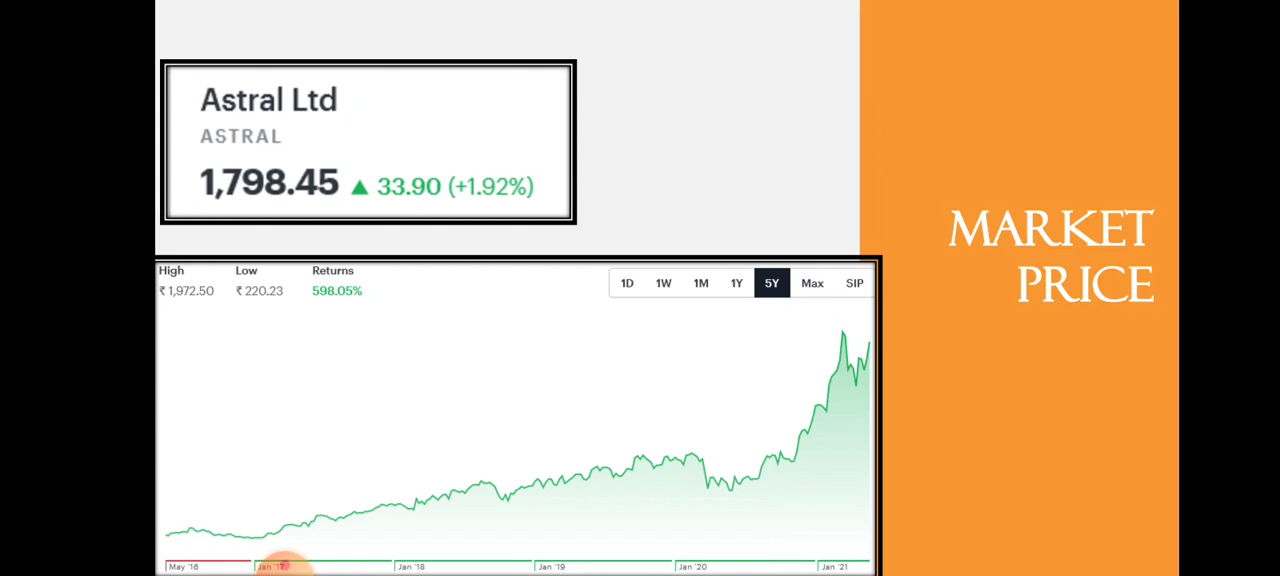 Astral Ltd
ASTRAL
1,798.45 ▲ 33.90 (+1.92%)
MARKET
PRICE
High Low Returns
₹ 1,972.50 ₹ 220.23 598.05%
1D 1W 1M 1Y 5Y Max SIP
May '16 Jan '17 Jan '18 Jan '19 Jan '20 Jan '21